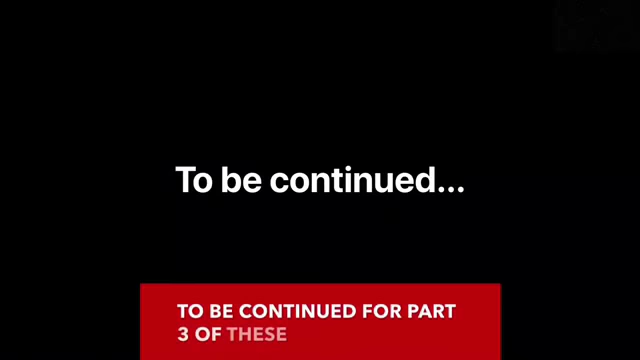 To be continued...
TO BE CONTINUED FOR PART
3 OF THESE